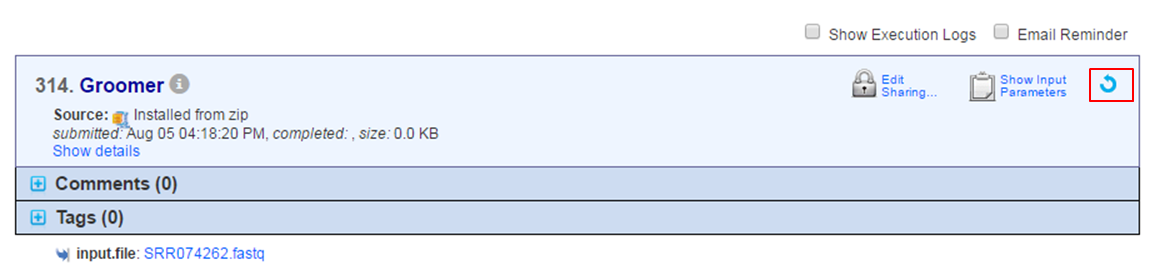 Show Execution Logs Email Reminder
314. Groomer
Edit Sharing...
Show Input Parameters
Source: Installed from zip
submitted: Aug 05 04:18:20 PM, completed: , size: 0.0 KB
Show details
Comments (0)
Tags (0)
input.file: SRR074262.fastq